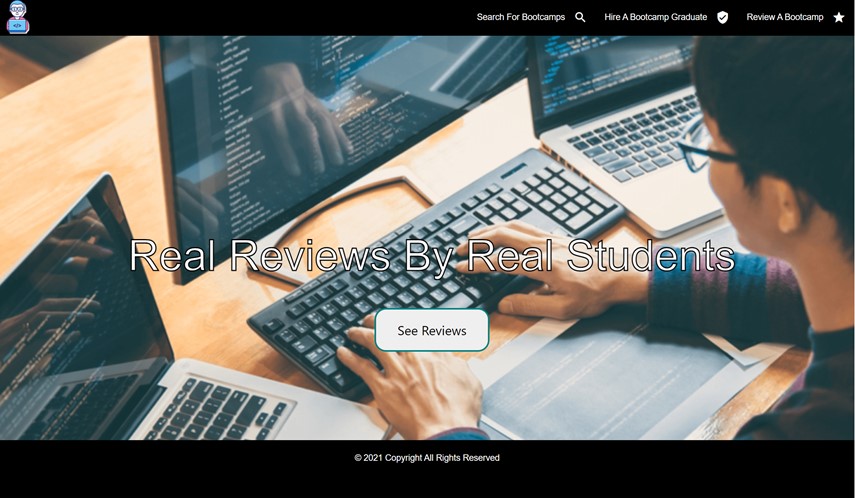 Search For Bootcamps
Hire A Bootcamp Graduate
Review A Bootcamp
Real Reviews By Real Students
See Reviews
© 2021 Copyright All Rights Reserved